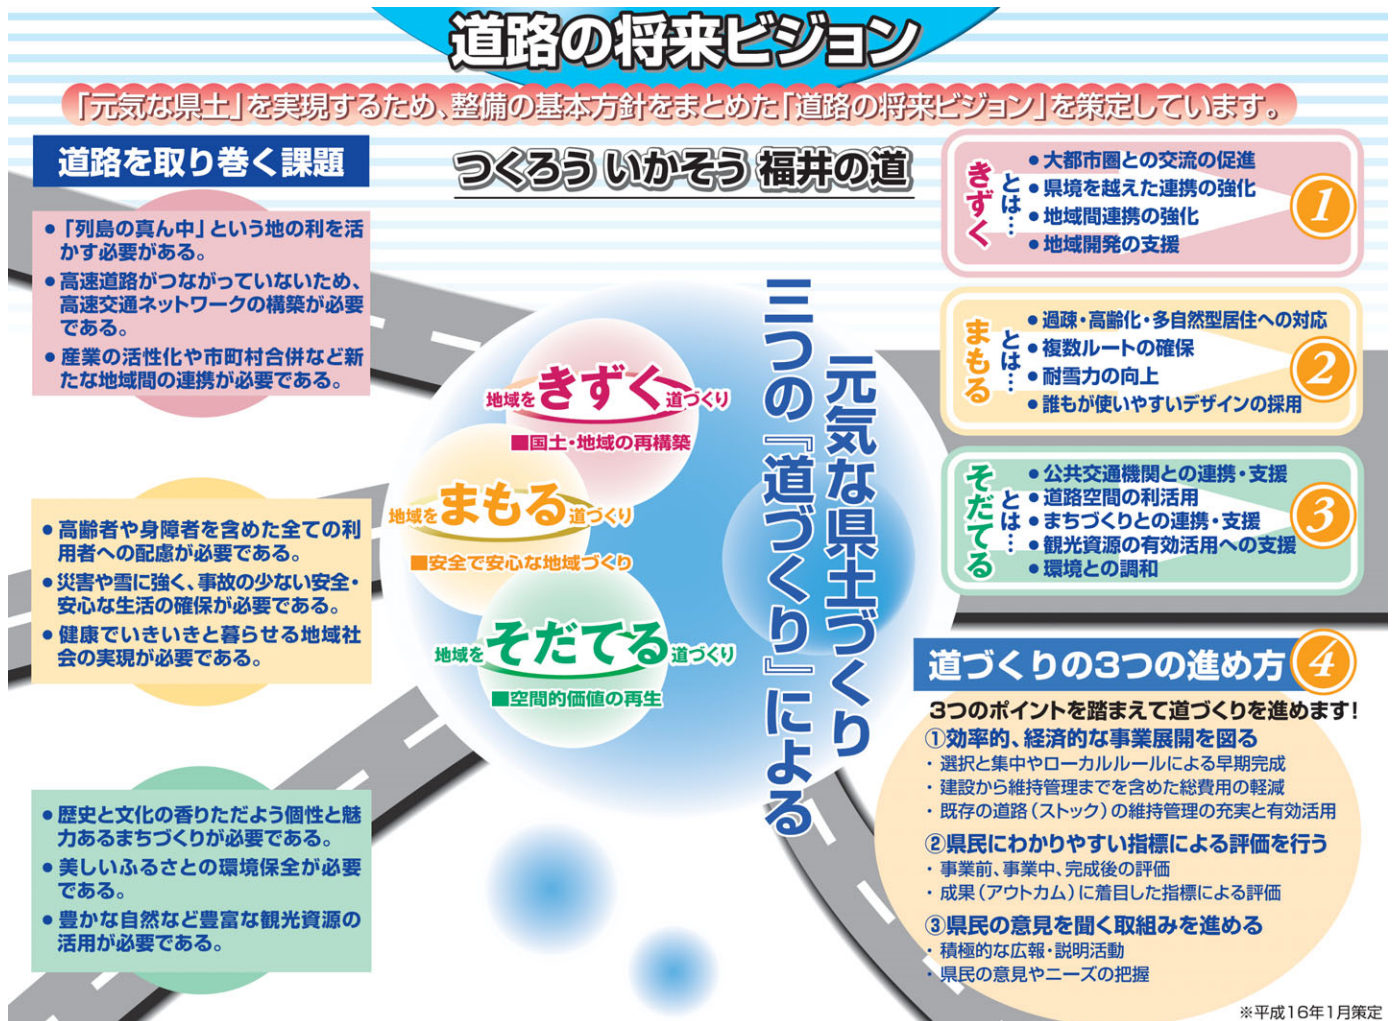 道路の将来ビジョン
「元気な県土」を実現するため、整備の基本方針をまとめた「道路の将来ビジョン」を策定しています。
道路を取り巻く課題
•「列島の真ん中」という地の利を活
かす必要がある。
•高速道路がつながっていないため、
高速交通ネットワークの構築が必要
である。
•産業の活性化や市町村合併など新
たな地域間の連携が必要である。
•高齢者や身障者を含めた全ての利
用者への配慮が必要である。
•災害や雪に強く、事故の少ない安全・
安心な生活の確保が必要である。
•健康でいきいきと暮らせる地域社
会の実現が必要である。
•歴史と文化の香りただよう個性と魅
力あるまちづくりが必要である。
•美しいふるさとの環境保全が必要
である。
•豊かな自然など豊富な観光資源の
活用が必要である。
つくろう いかそう 福井の道
三つの『道づくり』による
元気な県土づくり
地域をきずく道づくり
■国土・地域の再構築
地域をまもる道づくり
■安全で安心な地域づくり
地域をそだてる道づくり
■空間的価値の再生
きずく
とは…
•大都市圏との交流の促進
•県境を越えた連携の強化
•地域間連携の強化
•地域開発の支援
1
まもる
とは…
•過疎・高齢化・多自然型居住への対応
•複数ルートの確保
•耐雪力の向上
•誰もが使いやすいデザインの採用
2
そだてる
とは…
•公共交通機関との連携・支援
•道路空間の利活用
•まちづくりとの連携・支援
•観光資源の有効活用への支援
•環境との調和
3
道づくりの3つの進め方 4
3つのポイントを踏まえて道づくりを進めます!
①効率的、経済的な事業展開を図る
・選択と集中やローカルルールによる早期完成
・建設から維持管理までを含めた総費用の軽減
・既存の道路(ストック)の維持管理の充実と有効活用
②県民にわかりやすい指標による評価を行う
・事業前、事業中、完成後の評価
・成果(アウトカム)に着目した指標による評価
③県民の意見を聞く取組みを進める
・積極的な広報・説明活動
・県民の意見やニーズの把握
※平成16年1月策定